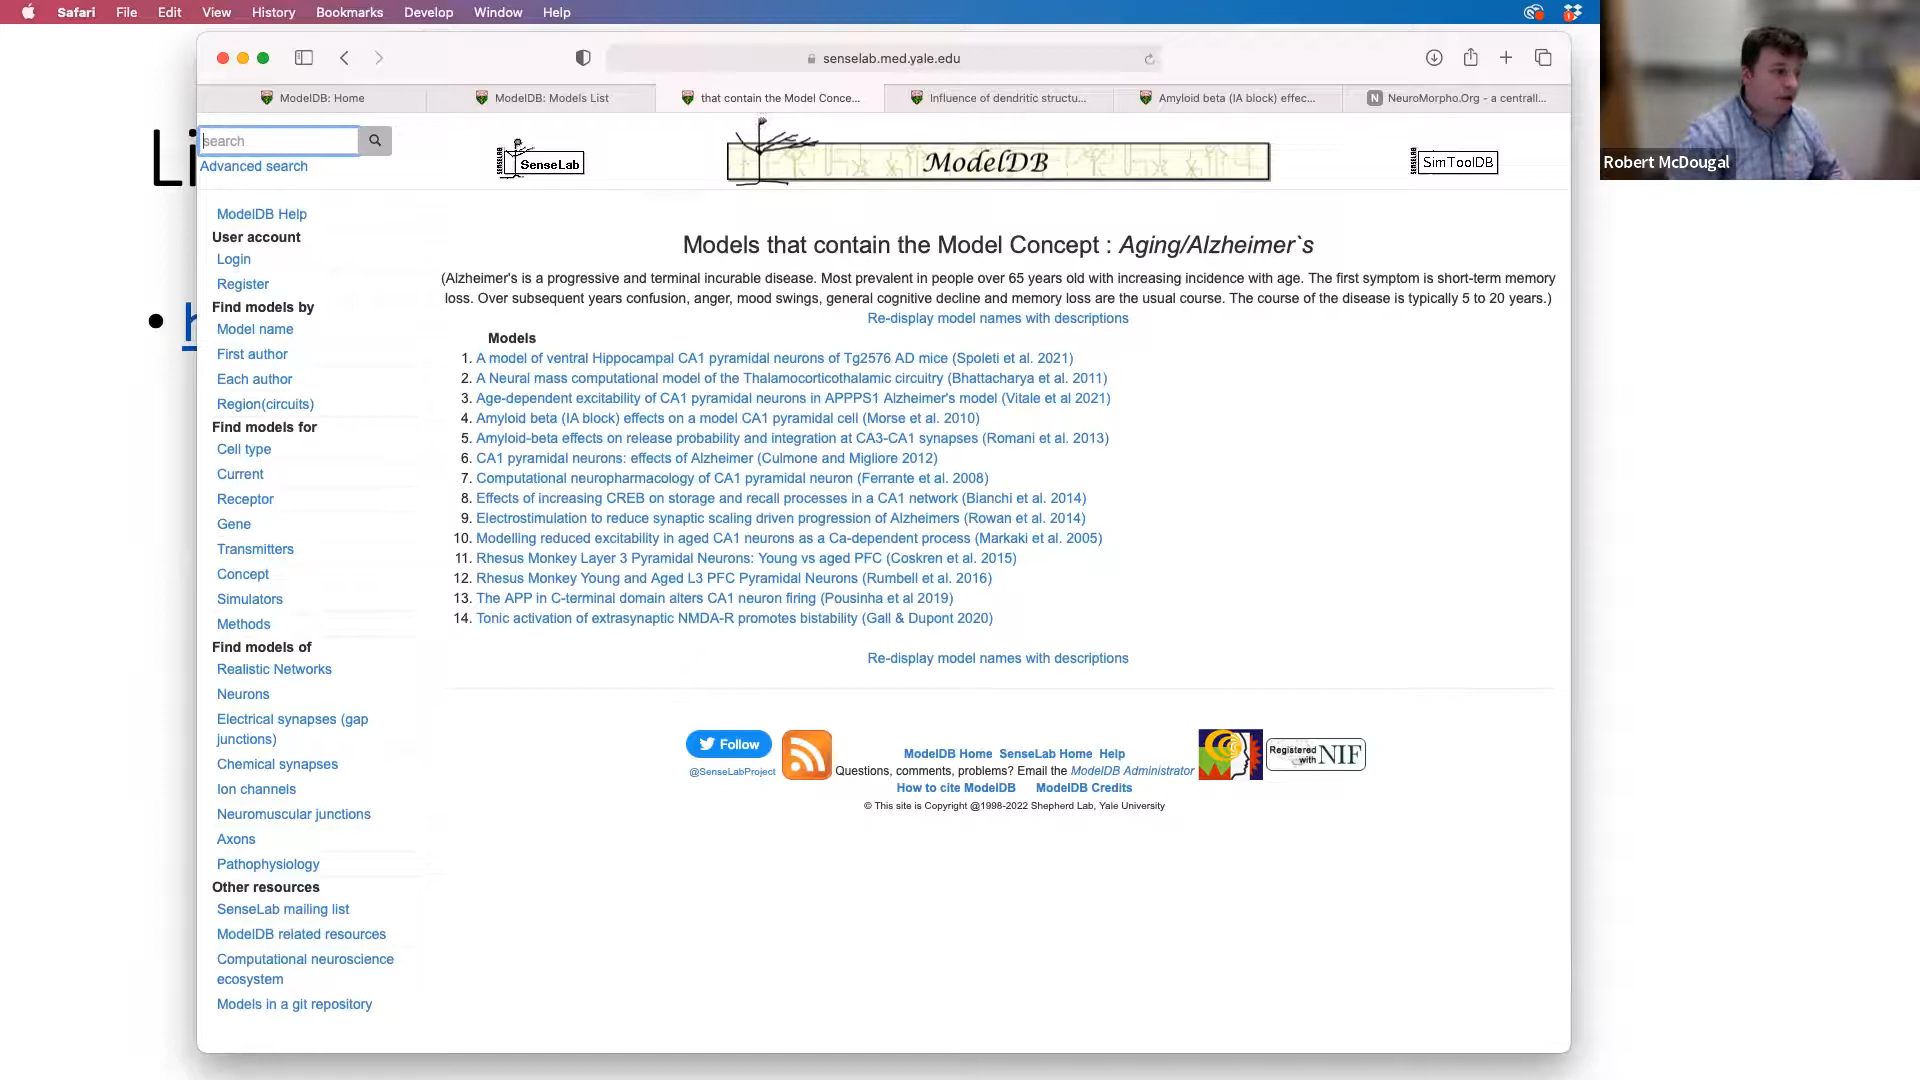 Safari File Edit View History Bookmarks Develop Window Help
senselab.med.yale.edu
ModelDB: Home
ModelDB: Models List
that contain the Model Conce...
Influence of dendritic structu...
Amyloid beta (IA block) effec...
N NeuroMorpho.Org - a centrall...
Robert McDougal
Li
search
Advanced search
SENSELAB SenseLab
ModelDB
SENSELAB SimToolDB
ModelDB Help
User account
Login
Register
Find models by
Model name
First author
Each author
Region(circuits)
Find models for
Cell type
Current
Receptor
Gene
Transmitters
Concept
Simulators
Methods
Find models of
Realistic Networks
Neurons
Electrical synapses (gap
junctions)
Chemical synapses
Ion channels
Neuromuscular junctions
Axons
Pathophysiology
Other resources
SenseLab mailing list
ModelDB related resources
Computational neuroscience
ecosystem
Models in a git repository
Models that contain the Model Concept : Aging/Alzheimer`s
(Alzheimer's is a progressive and terminal incurable disease. Most prevalent in people over 65 years old with increasing incidence with age. The first symptom is short-term memory
loss. Over subsequent years confusion, anger, mood swings, general cognitive decline and memory loss are the usual course. The course of the disease is typically 5 to 20 years.)
Re-display model names with descriptions
Models
1. A model of ventral Hippocampal CA1 pyramidal neurons of Tg2576 AD mice (Spoleti et al. 2021)
2. A Neural mass computational model of the Thalamocorticothalamic circuitry (Bhattacharya et al. 2011)
3. Age-dependent excitability of CA1 pyramidal neurons in APPPS1 Alzheimer's model (Vitale et al 2021)
4. Amyloid beta (IA block) effects on a model CA1 pyramidal cell (Morse et al. 2010)
5. Amyloid-beta effects on release probability and integration at CA3-CA1 synapses (Romani et al. 2013)
6. CA1 pyramidal neurons: effects of Alzheimer (Culmone and Migliore 2012)
7. Computational neuropharmacology of CA1 pyramidal neuron (Ferrante et al. 2008)
8. Effects of increasing CREB on storage and recall processes in a CA1 network (Bianchi et al. 2014)
9. Electrostimulation to reduce synaptic scaling driven progression of Alzheimers (Rowan et al. 2014)
10. Modelling reduced excitability in aged CA1 neurons as a Ca-dependent process (Markaki et al. 2005)
11. Rhesus Monkey Layer 3 Pyramidal Neurons: Young vs aged PFC (Coskren et al. 2015)
12. Rhesus Monkey Young and Aged L3 PFC Pyramidal Neurons (Rumbell et al. 2016)
13. The APP in C-terminal domain alters CA1 neuron firing (Pousinha et al 2019)
14. Tonic activation of extrasynaptic NMDA-R promotes bistability (Gall & Dupont 2020)
Re-display model names with descriptions
Follow
@SenseLabProject
ModelDB Home SenseLab Home Help
Questions, comments, problems? Email the ModelDB Administrator
How to cite ModelDB ModelDB Credits
© This site is Copyright @1998-2022 Shepherd Lab, Yale University
Registered
with NIF